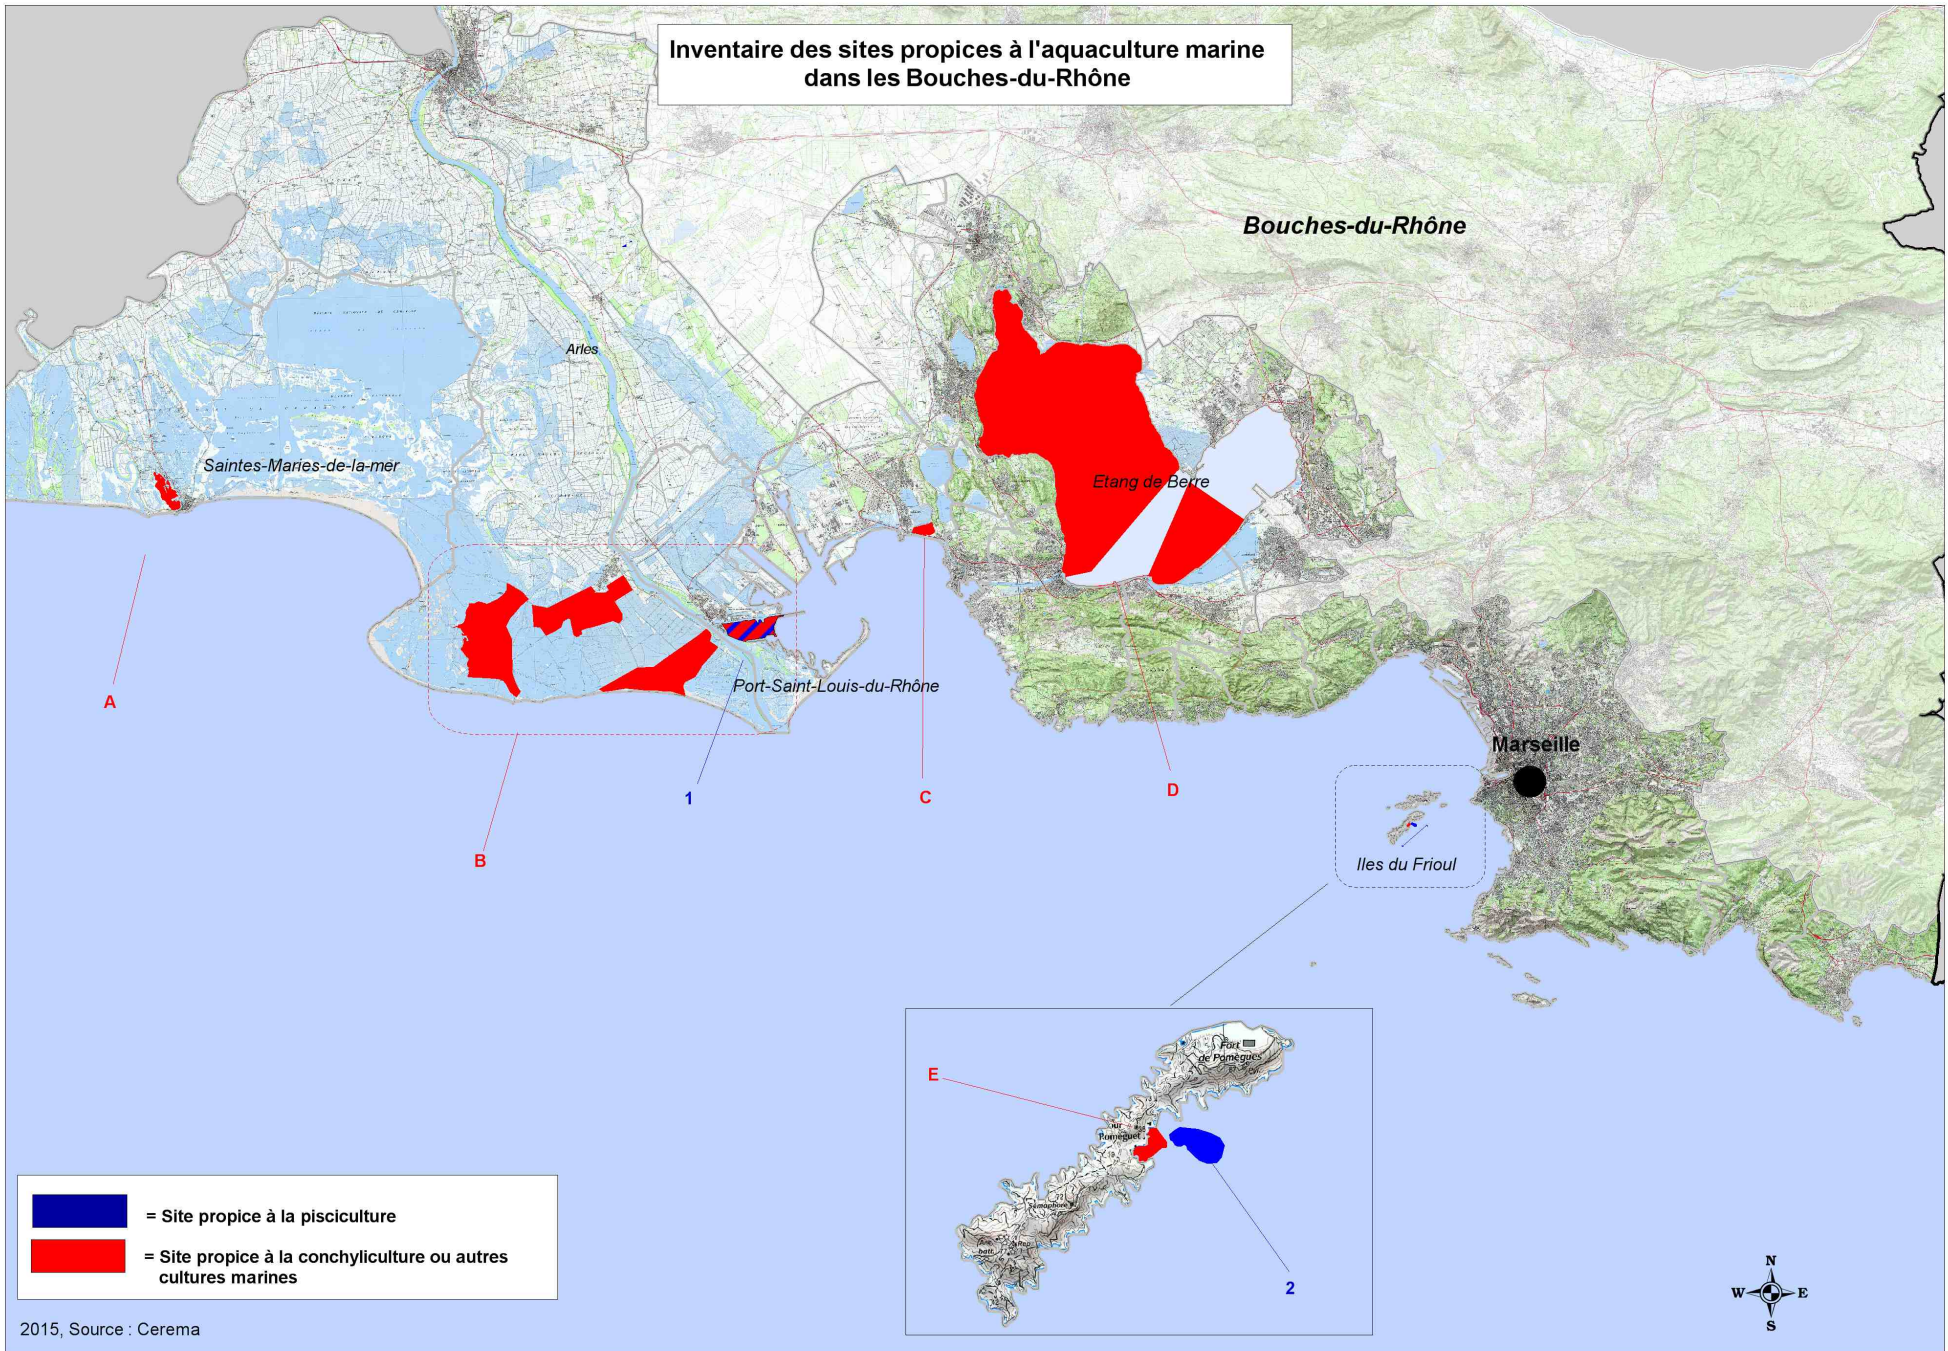 Inventaire des sites propices à l'aquaculture marine
dans les Bouches-du-Rhône
Bouches-du-Rhône
Arles
Saintes-Maries-de-la-mer
Etang de Berre
Port-Saint-Louis-du-Rhône
A
Marseille
1
C
D
B
Iles du Frioul
Fort
de Pomègues
E
Pomèguet
Sémaphore
2
= Site propice à la pisciculture
= Site propice à la conchyliculture ou autres
cultures marines
N
W
E
S
2015, Source : Cerema